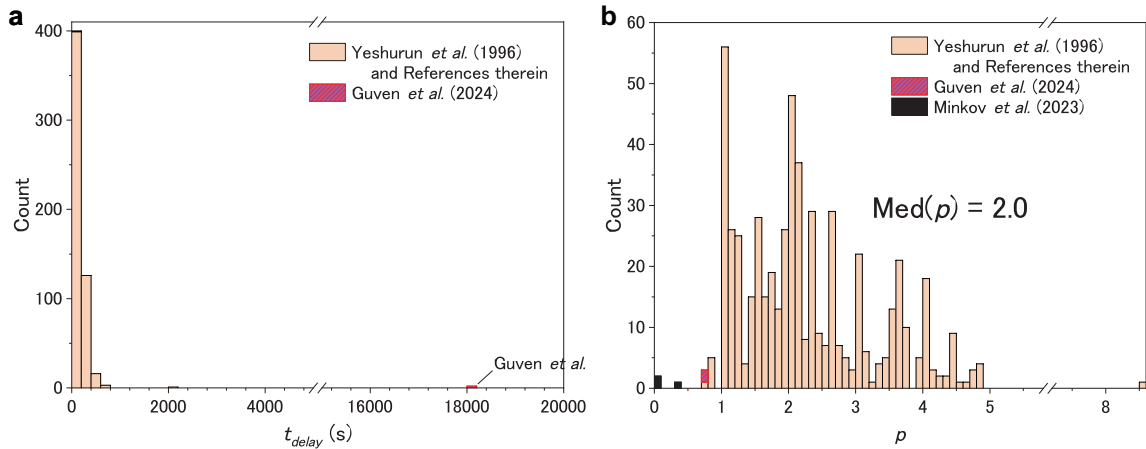 a
400
300
200
100
0
Count
Yeshurun et al. (1996)
and References therein
Guven et al. (2024)
Guven et al.
0
2000
4000
16000
18000
20000
tdelay (s)
b
60
50
40
30
20
10
0
Count
Yeshurun et al. (1996)
and References therein
Guven et al. (2024)
Minkov et al. (2023)
Med(p) = 2.0
0
1
2
3
4
5
8
p